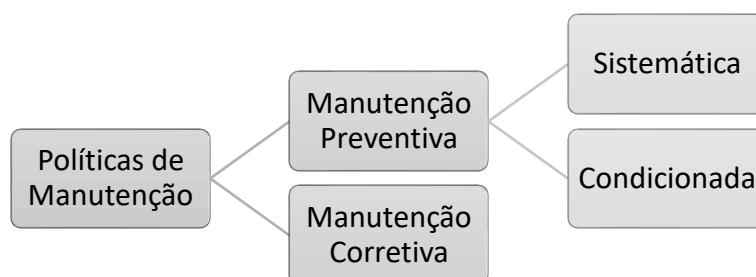 Políticas de
Manutenção
Manutenção
Preventiva
Manutenção
Corretiva
Sistemática
Condicionada